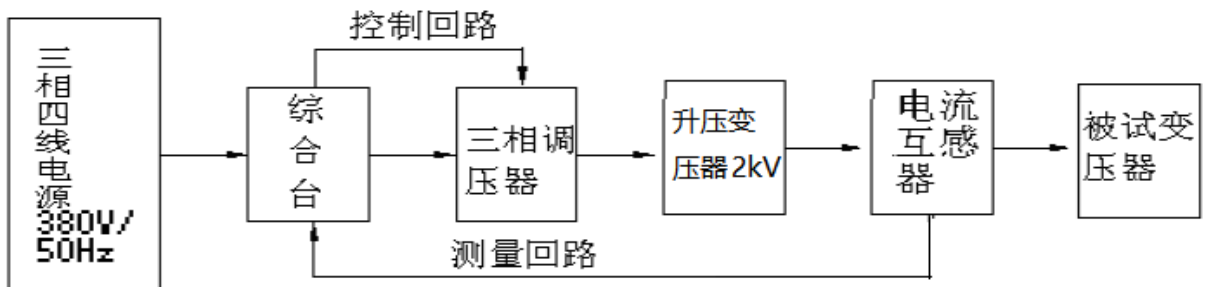 控制回路
三
相
四
线
电
源
380V/
50Hz
综
合
台
三相调
压器
升压变
压器2kV
电流
互感
器
被试变
压器
测量回路